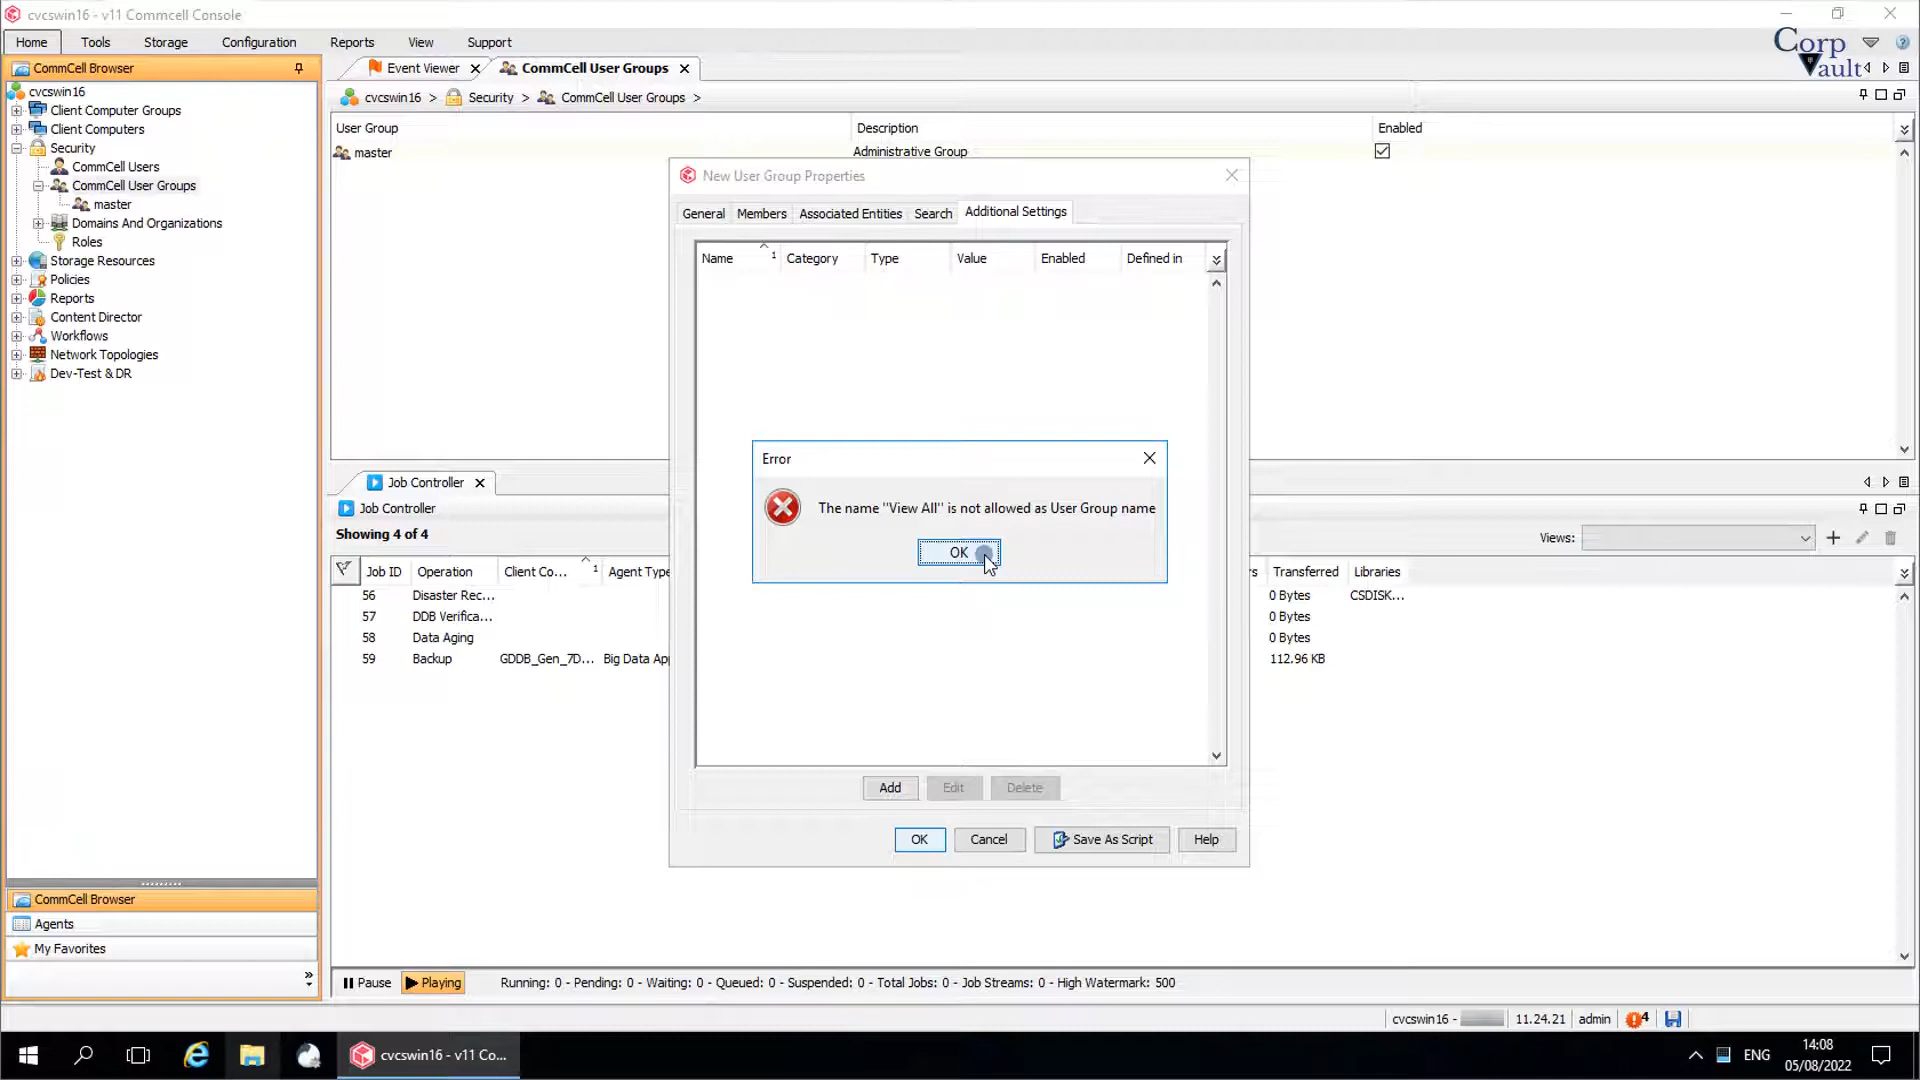 cvcswin16 - v11 Commcell Console
Home Tools Storage Configuration Reports View Support
Corp Vault
CommCell Browser
cvcswin16
Client Computer Groups
Client Computers
Security
CommCell Users
CommCell User Groups
master
Domains And Organizations
Roles
Storage Resources
Policies
Reports
Content Director
Workflows
Network Topologies
Dev-Test & DR
CommCell Browser
Agents
My Favorites
Event Viewer CommCell User Groups
cvcswin16 > Security > CommCell User Groups >
User Group Description Enabled
master Administrative Group
New User Group Properties
General Members Associated Entities Search Additional Settings
Name 1 Category Type Value Enabled Defined in
Error
The name "View All" is not allowed as User Group name
OK
Add Edit Delete
OK Cancel Save As Script Help
Job Controller
Job Controller
Showing 4 of 4
Views:
Job ID Operation Client Co... 1 Agent Type s Transferred Libraries
56 Disaster Rec... 0 Bytes CSDISK...
57 DDB Verifica... 0 Bytes
58 Data Aging 0 Bytes
59 Backup GDDB_Gen_7D... Big Data App 112.96 KB
Pause Playing Running: 0 - Pending: 0 - Waiting: 0 - Queued: 0 - Suspended: 0 - Total Jobs: 0 - Job Streams: 0 - High Watermark: 500
cvcswin16 - 11.24.21 admin 4
cvcswin16 - v11 Co...
ENG
14:08
05/08/2022